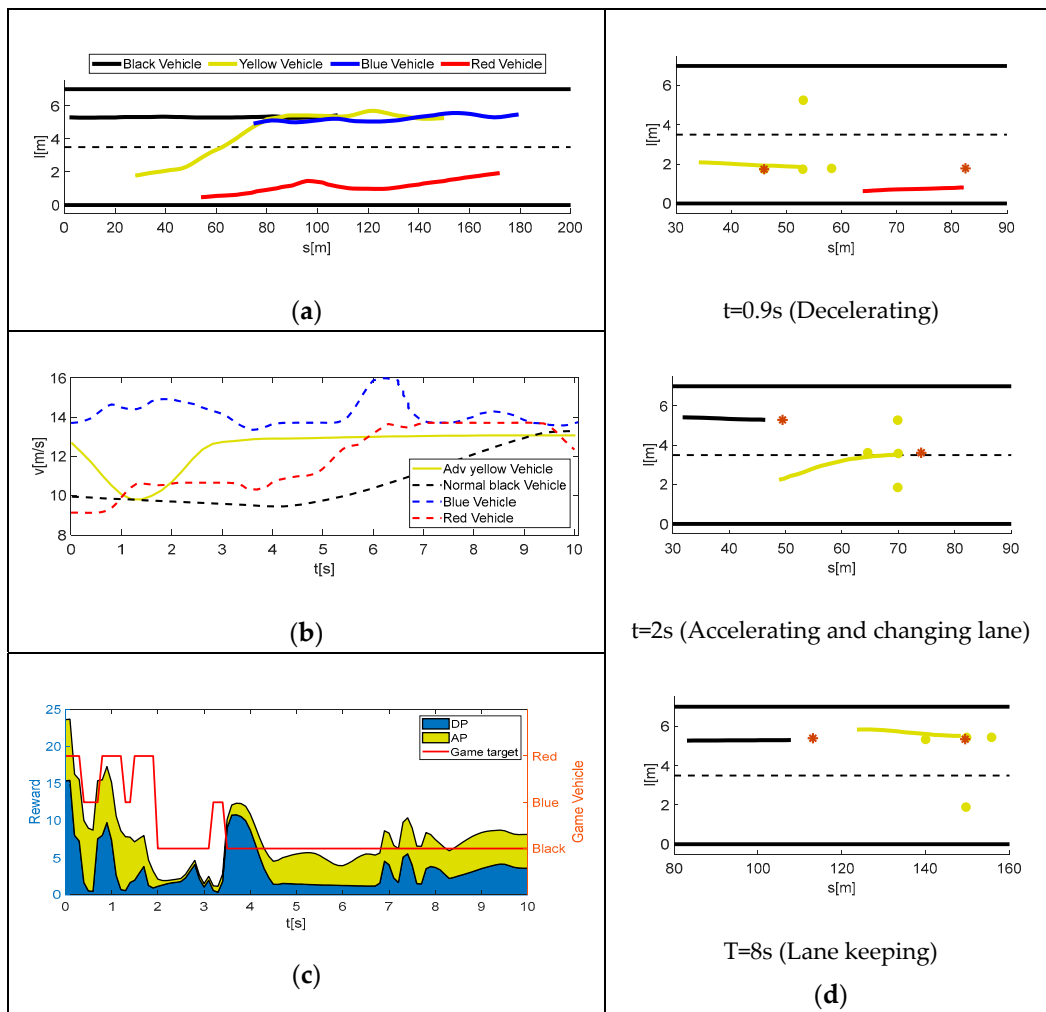 Black Vehicle Yellow Vehicle Blue Vehicle Red Vehicle
6
4
2
0
l[m]
0 20 40 60 80 100 120 140 160 180 200
s[m]
(a)
16
14
12
10
8
v[m/s]
Adv yellow Vehicle
Normal black Vehicle
Blue Vehicle
Red Vehicle
0 1 2 3 4 5 6 7 8 9 10
t[s]
(b)
25
20
15
10
5
0
Reward
DP
AP
Game target
Red
Blue
Black
Game Vehicle
0 1 2 3 4 5 6 7 8 9 10
t[s]
(c)
6
4
2
0
l[m]
30 40 50 60 70 80 90
s[m]
t=0.9s (Decelerating)
6
4
2
0
l[m]
30 40 50 60 70 80 90
s[m]
t=2s (Accelerating and changing lane)
6
4
2
0
l[m]
80 100 120 140 160
s[m]
T=8s (Lane keeping)
(d)